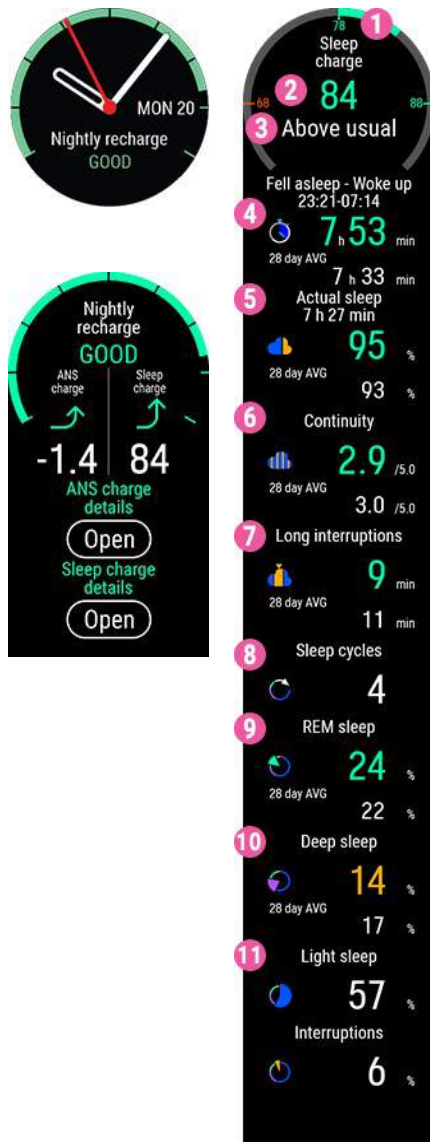 MON 20
Nightly recharge
GOOD
Nightly
recharge
GOOD
ANS
charge
Sleep
charge
-1.4
84
ANS charge
details
Open
Sleep charge
details
Open
1
78
Sleep
charge
2
84
68
88
3
Above usual
Fell asleep - Woke up
23:21-07:14
4
7 h 53 min
28 day AVG
7 h 33 min
5
Actual sleep
7 h 27 min
95 %
28 day AVG
93 %
6
Continuity
2.9 /5.0
28 day AVG
3.0 /5.0
7
Long interruptions
9 min
28 day AVG
11 min
8
Sleep cycles
4
9
REM sleep
24 %
28 day AVG
22 %
10
Deep sleep
14 %
28 day AVG
17 %
11
Light sleep
57 %
Interruptions
6 %